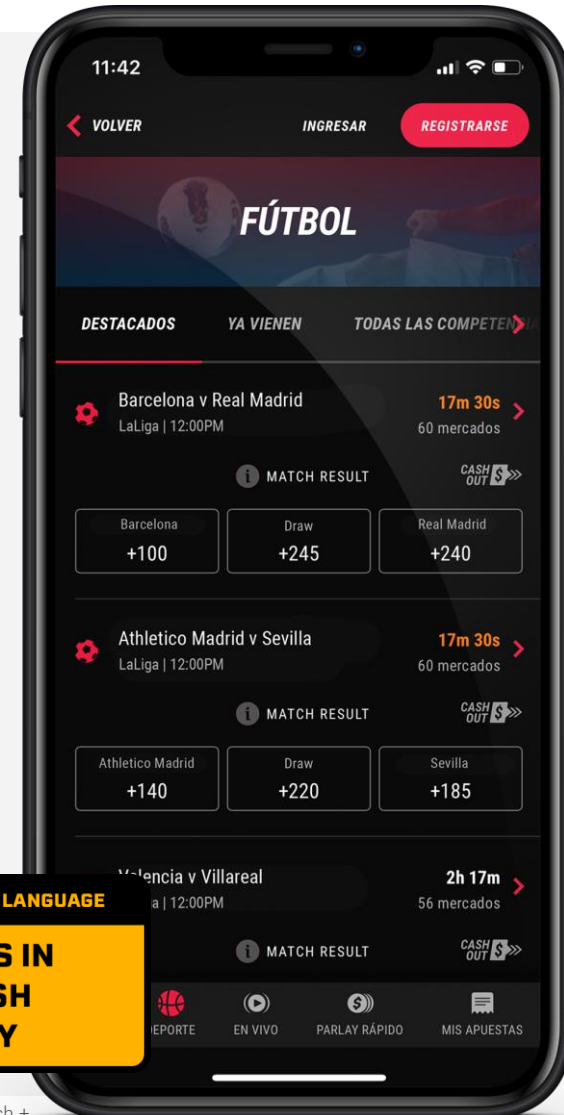 11:42
VOLVER INGRESAR REGISTRARSE
FÚTBOL
DESTACADOS YA VIENEN TODAS LAS COMPETEN
Barcelona v Real Madrid 17m 30s
LaLiga | 12:00PM 60 mercados
i MATCH RESULT CASH OUT $
Barcelona Draw Real Madrid
+100 +245 +240
Athletico Madrid v Sevilla 17m 30s
LaLiga | 12:00PM 60 mercados
i MATCH RESULT CASH OUT $
Athletico Madrid Draw Sevilla
+140 +220 +185
Valencia v Villareal 2h 17m
a | 12:00PM 56 mercados
i MATCH RESULT CASH OUT $
LANGUAGE
S IN
SH
Y
DEPORTE EN VIVO PARLAY RÁPIDO MIS APUESTAS
ch +